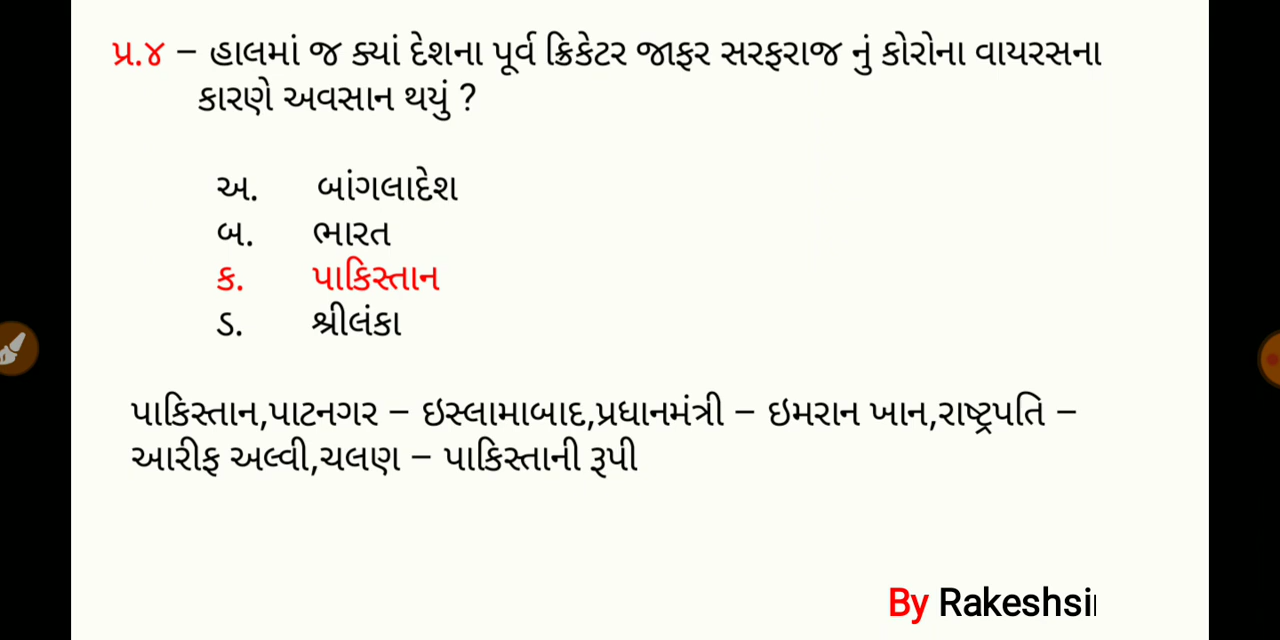 પ્ર.૪ – હાલમાં જ ક્યાં દેશના પૂર્વ ક્રિકેટર જાફર સરફરાજ નું કોરોના વાયરસના
કારણે અવસાન થયું ?
અ. બાંગલાદેશ
બ. ભારત
ક. પાકિસ્તાન
ડ. શ્રીલંકા
પાકિસ્તાન,પાટનગર – ઇસ્લામાબાદ,પ્રધાનમંત્રી – ઇમરાન ખાન,રાષ્ટ્રપતિ –
આરીફ અલ્વી,ચલણ – પાકિસ્તાની રૂપી
By